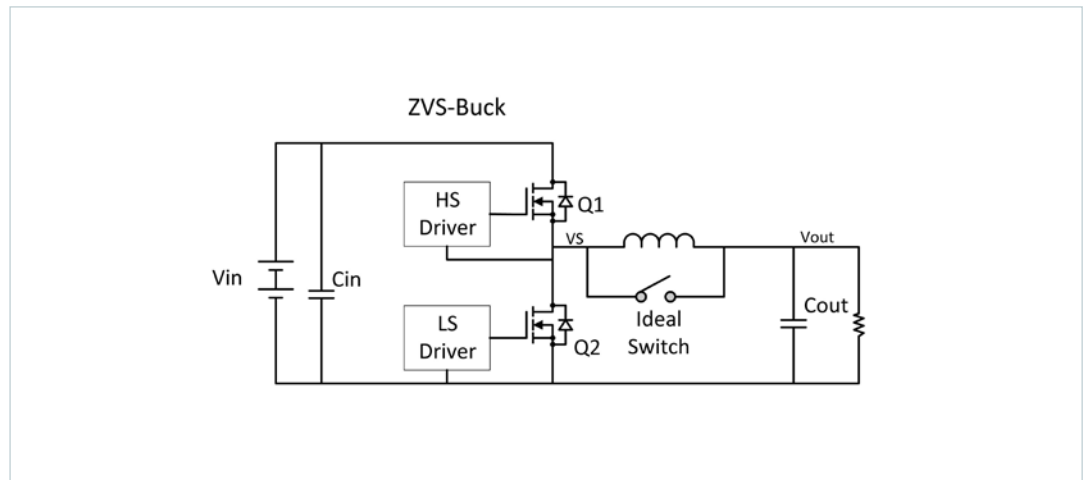 ZVS-Buck
HS
Driver
Q1
VS
Vout
Vin
Cin
Cout
LS
Driver
Q2
Ideal
Switch